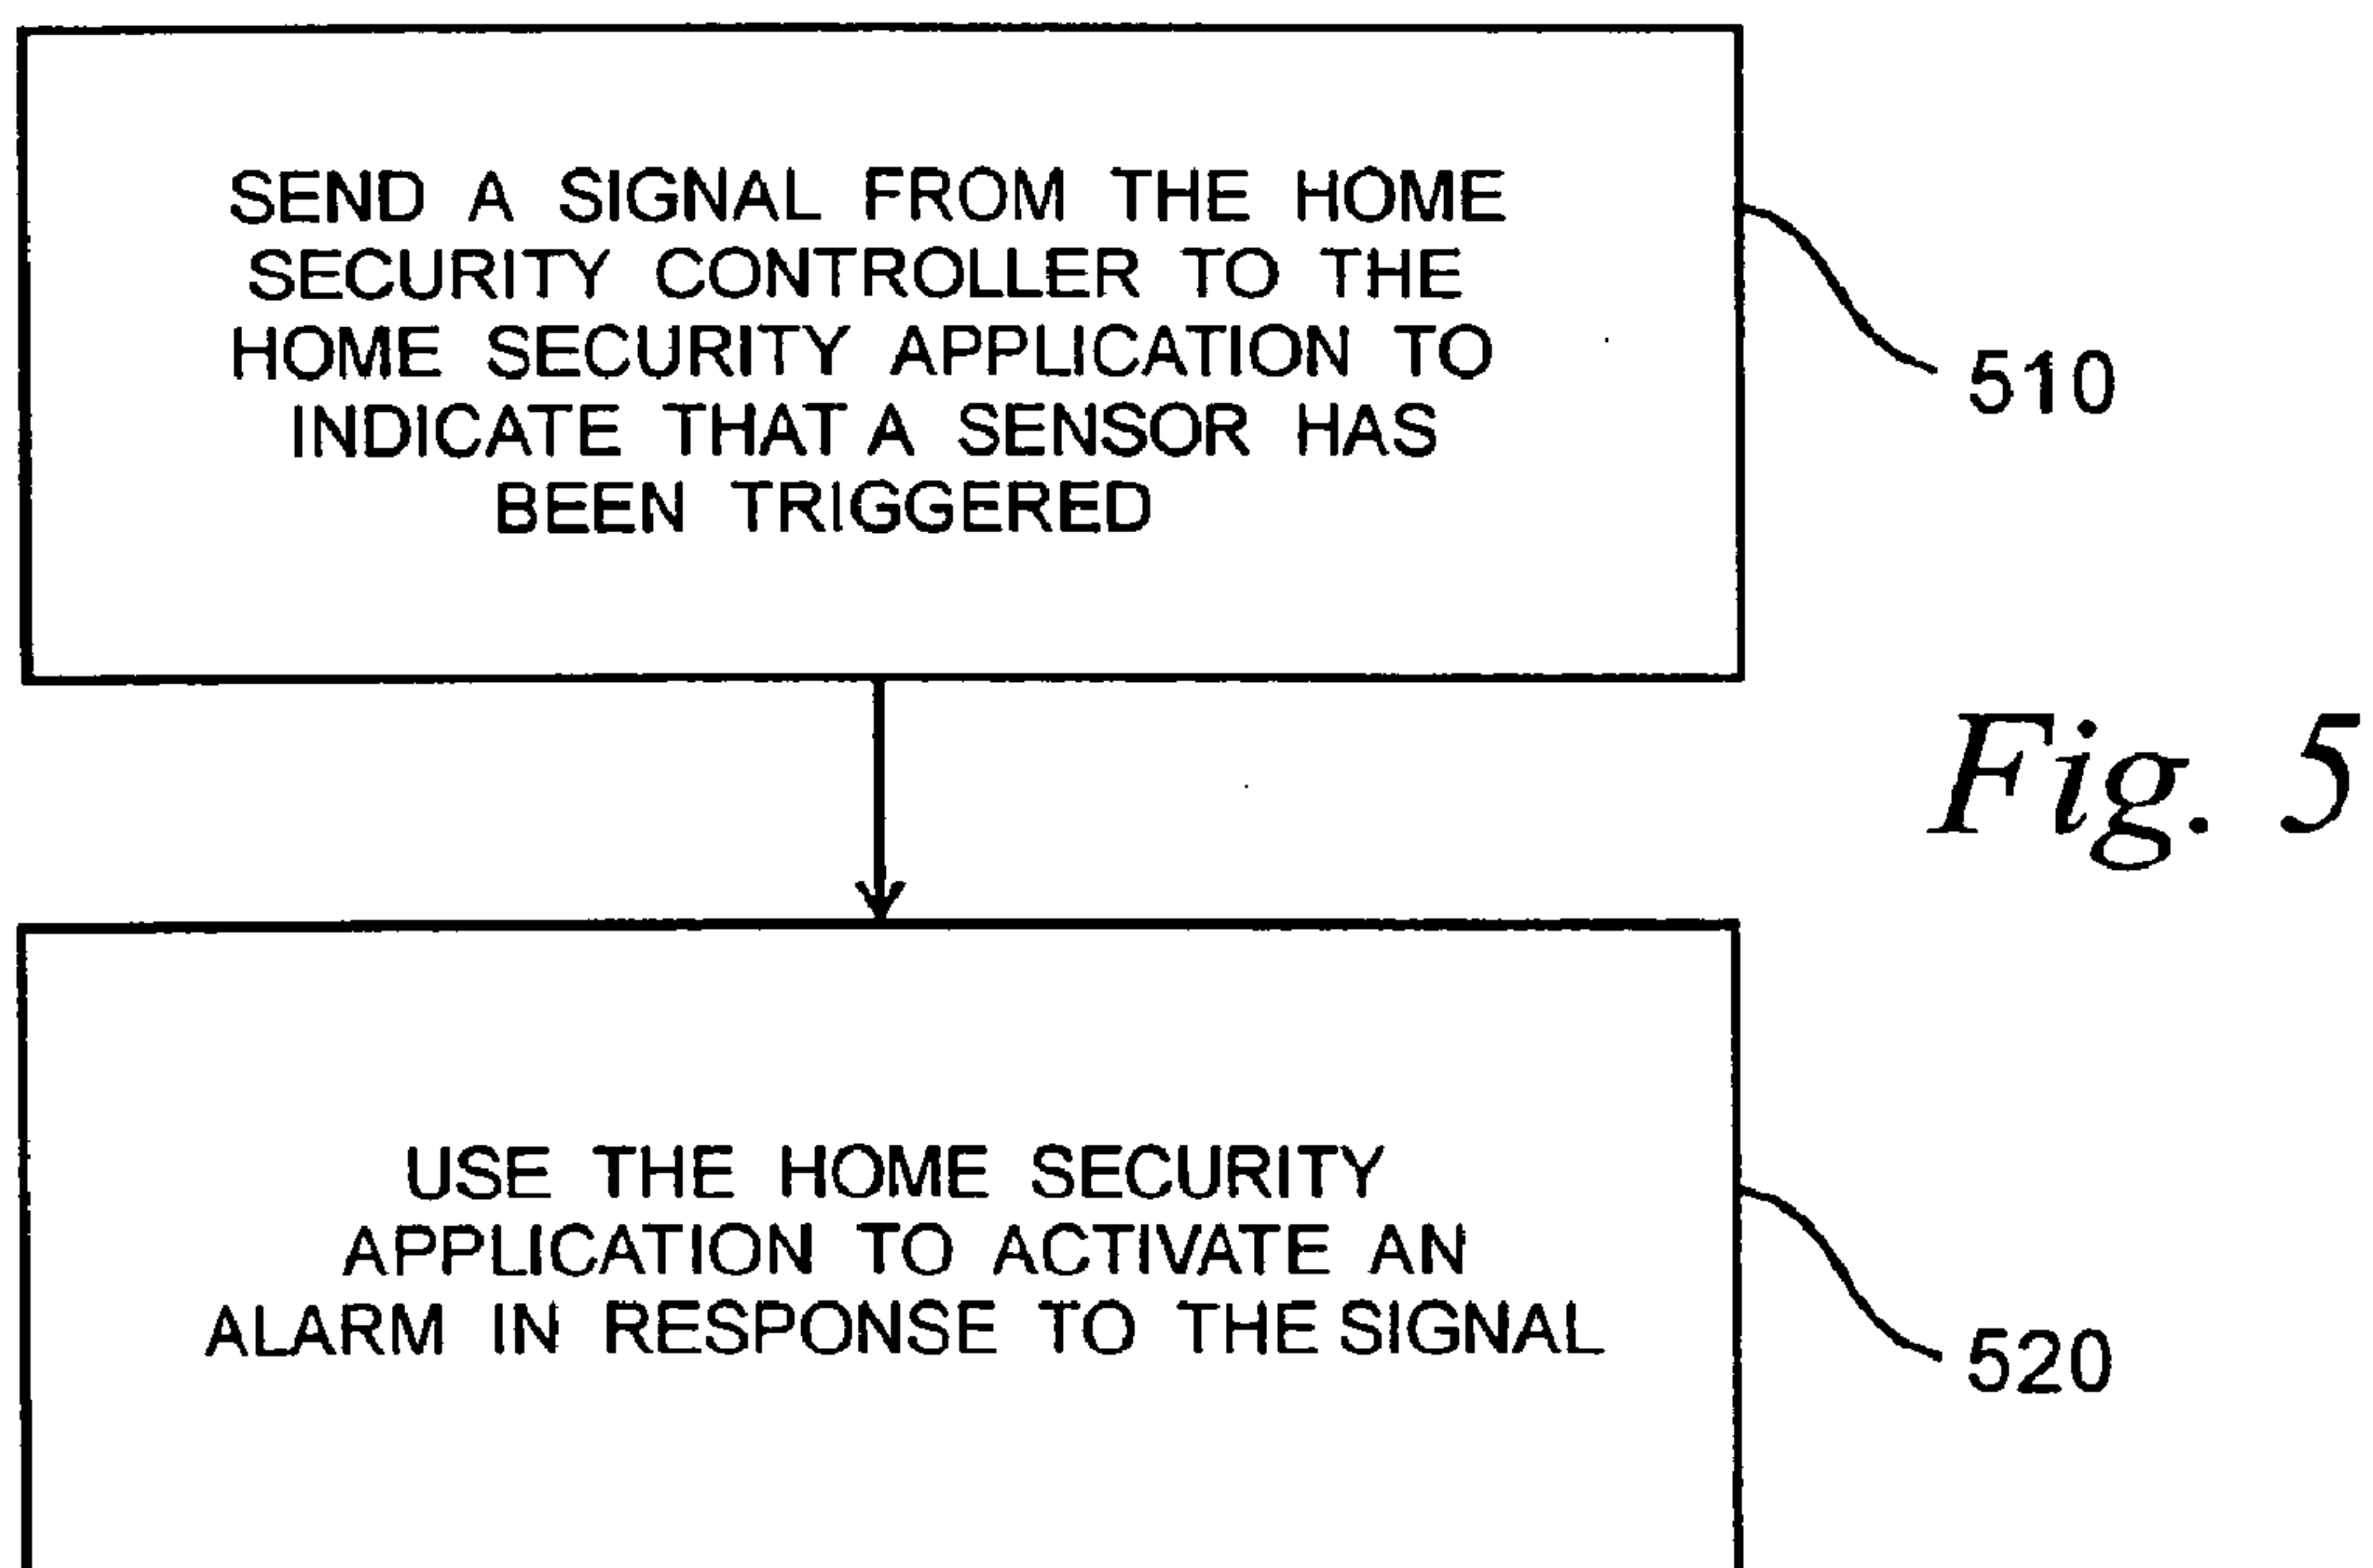 SEND A SIGNAL FROM THE HOME
SECURITY CONTROLLER TO THE
HOME SECURITY APPLICATION TO
INDICATE THAT A SENSOR HAS
BEEN TRIGGERED
510
Fig. 5
USE THE HOME SECURITY
APPLICATION TO ACTIVATE AN
ALARM IN RESPONSE TO THE SIGNAL
520